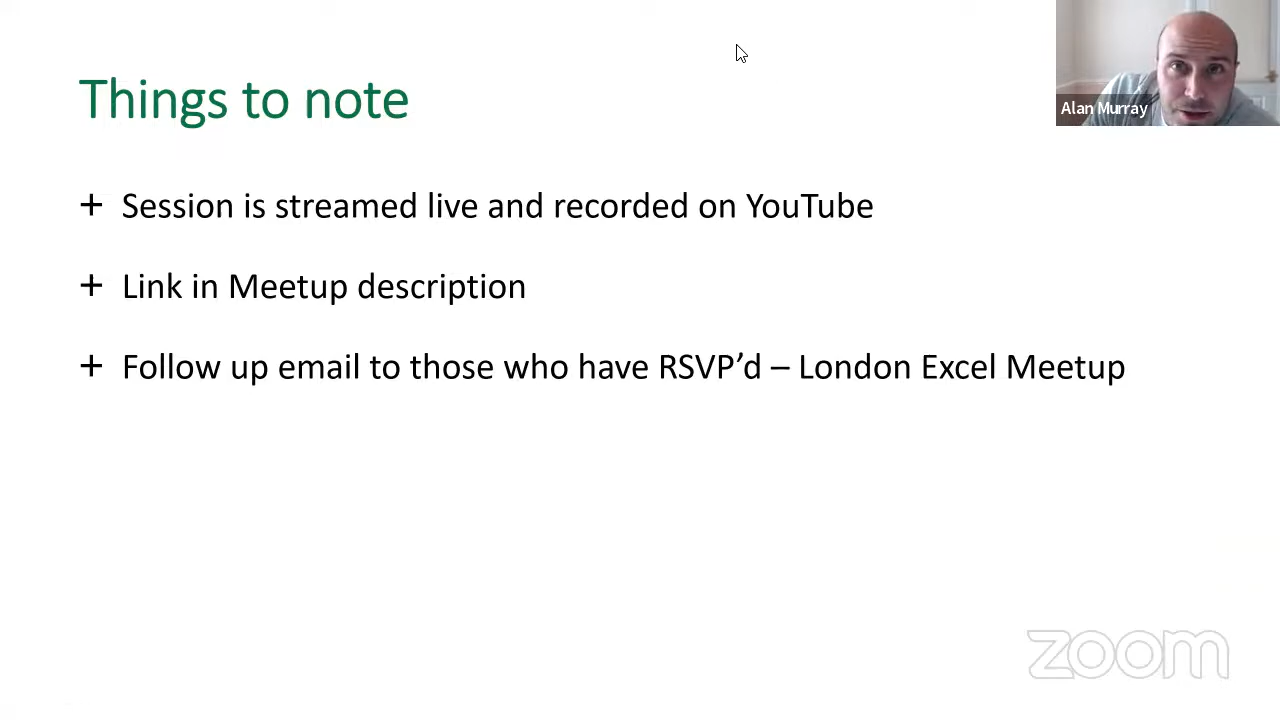 Things to note
Alan Murray
+ Session is streamed live and recorded on YouTube
+ Link in Meetup description
+ Follow up email to those who have RSVP’d – London Excel Meetup
zoom